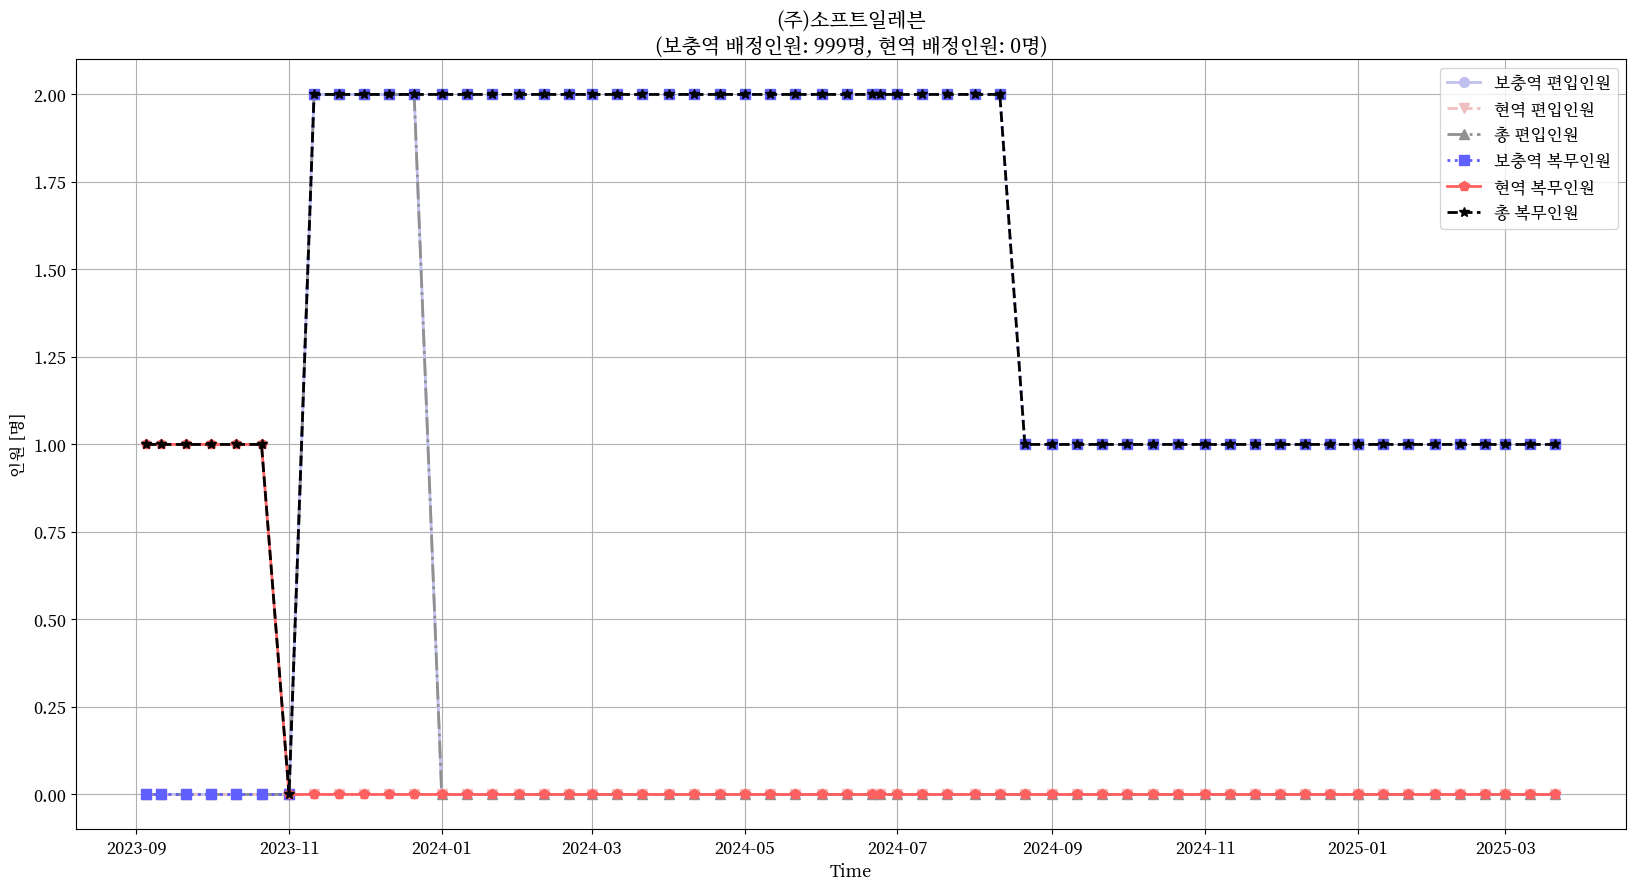 (주)소프트일레븐
(보충역 배정인원: 999명, 현역 배정인원: 0명)
보충역 편입인원
현역 편입인원
총 편입인원
보충역 복무인원
현역 복무인원
총 복무인원
인원 [명]
2.00
1.75
1.50
1.25
1.00
0.75
0.50
0.25
0.00
2023-09
2023-11
2024-01
2024-03
2024-05
2024-07
2024-09
2024-11
2025-01
2025-03
Time